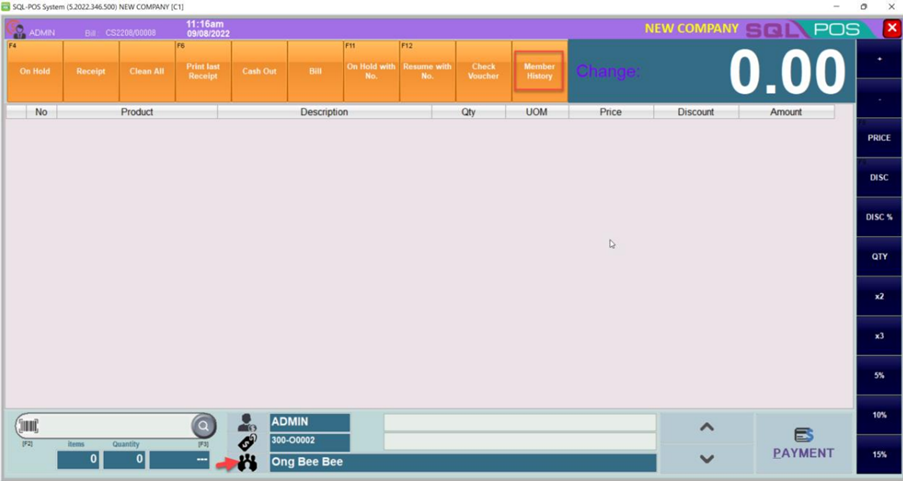 SQL-POS System (5.2022.346.500) NEW COMPANY [C1]
ADMIN Bill : CS2208/00008 11:16am
09/08/2022
NEW COMPANY SQL POS
F4 F6 F11 F12
On Hold Receipt Clean All Print last Receipt Cash Out Bill On Hold with No. Resume with No. Check Voucher Member History
Change: 0.00
+
-
No Product Description Qty UOM Price Discount Amount
PRICE
DISC
DISC %
QTY
x2
x3
5%
10%
15%
[F2] [F3]
Items Quantity
0 0 ---
ADMIN
300-O0002
Ong Bee Bee
PAYMENT